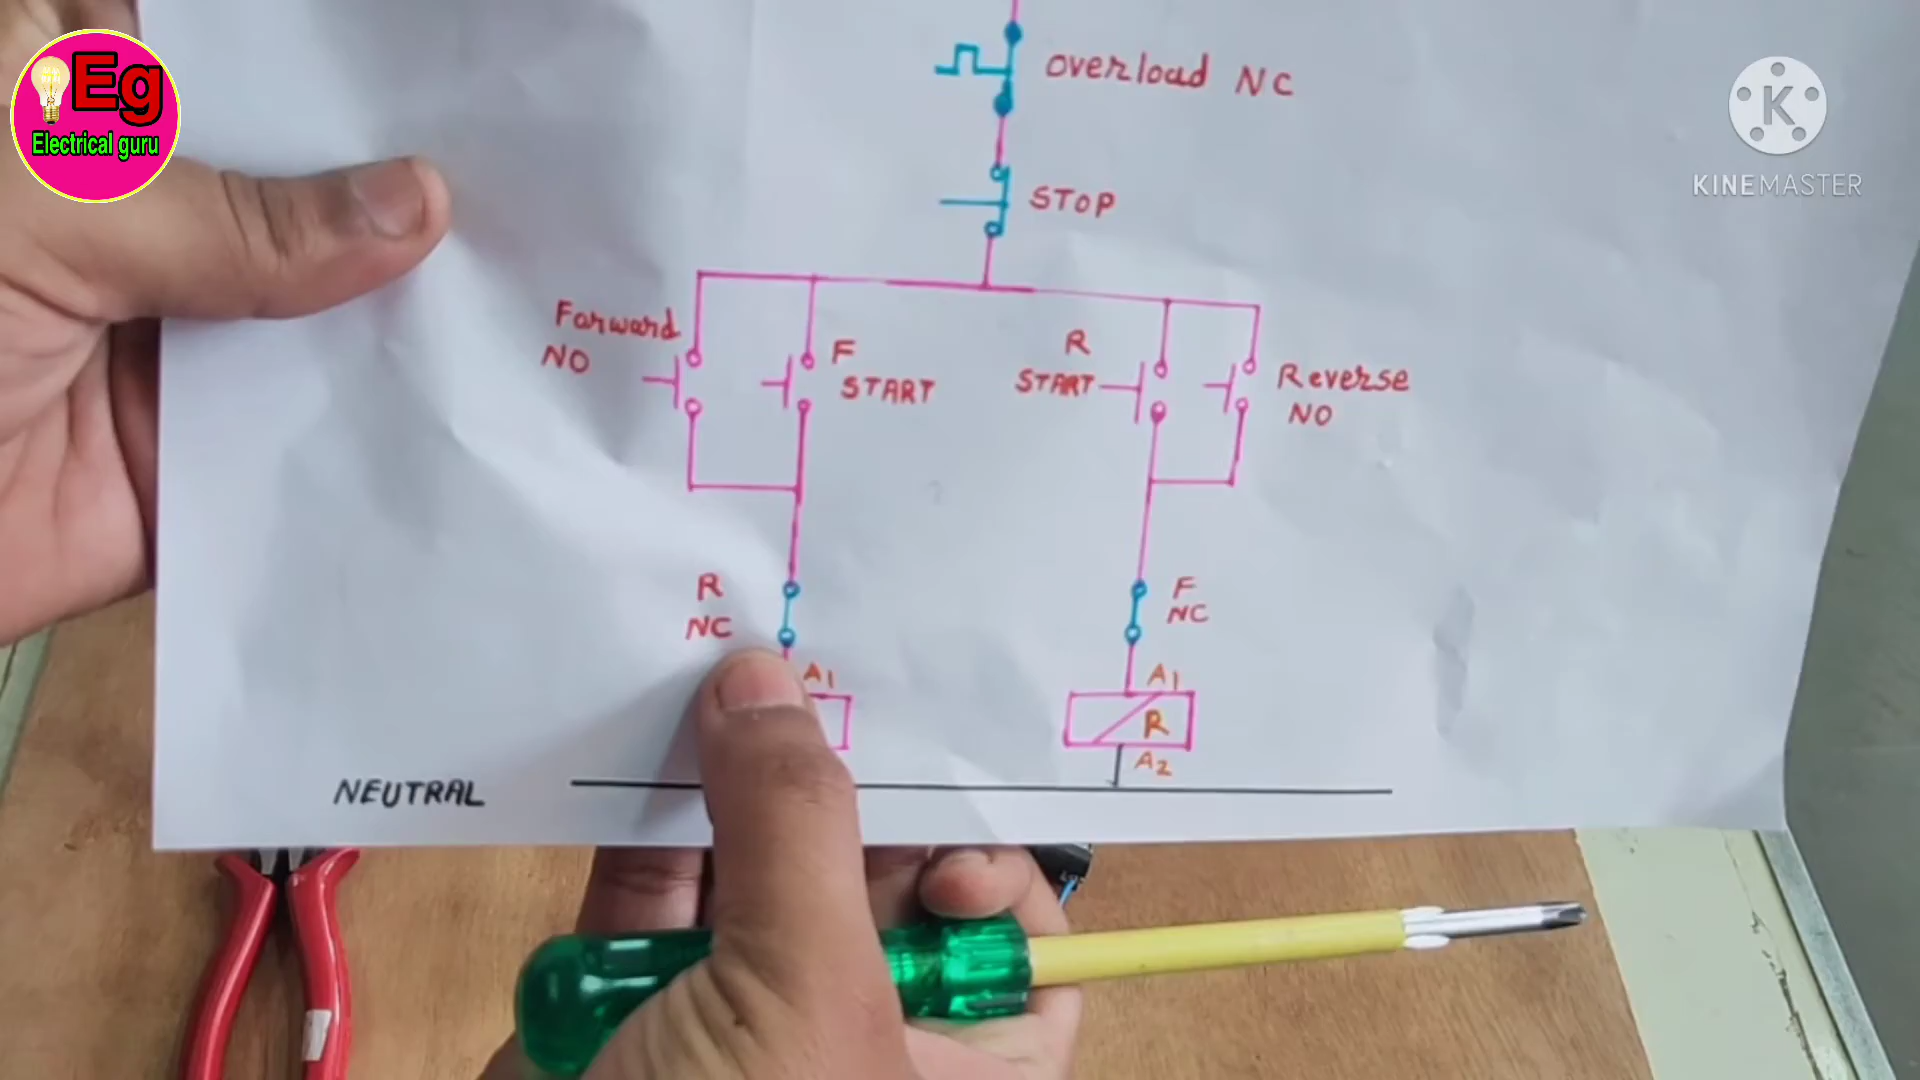 Eg
Electrical guru
K
KINEMASTER
overload NC
STOP
Forward
NO
F
START
R
START
Reverse
NO
R
NC
F
NC
A1
A1
R
A2
NEUTRAL